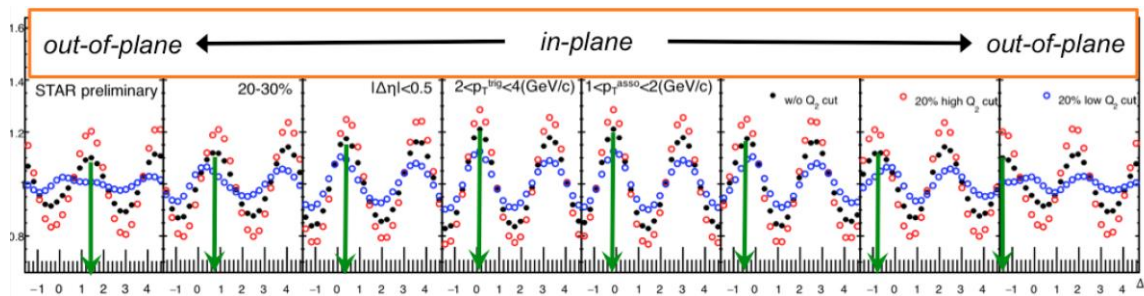 out-of-plane in-plane out-of-plane
1.6
1.4
1.2
1
0.8
STAR preliminary 20-30% |Δη|<0.5 2<p_T^trig<4(GeV/c) 1<p_T^asso<2(GeV/c) w/o Q_2 cut 20% high Q_2 cut 20% low Q_2 cut
−1 0 1 2 3 4 −1 0 1 2 3 4 −1 0 1 2 3 4 −1 0 1 2 3 4 −1 0 1 2 3 4 −1 0 1 2 3 4 −1 0 1 2 3 4 −1 0 1 2 3 4